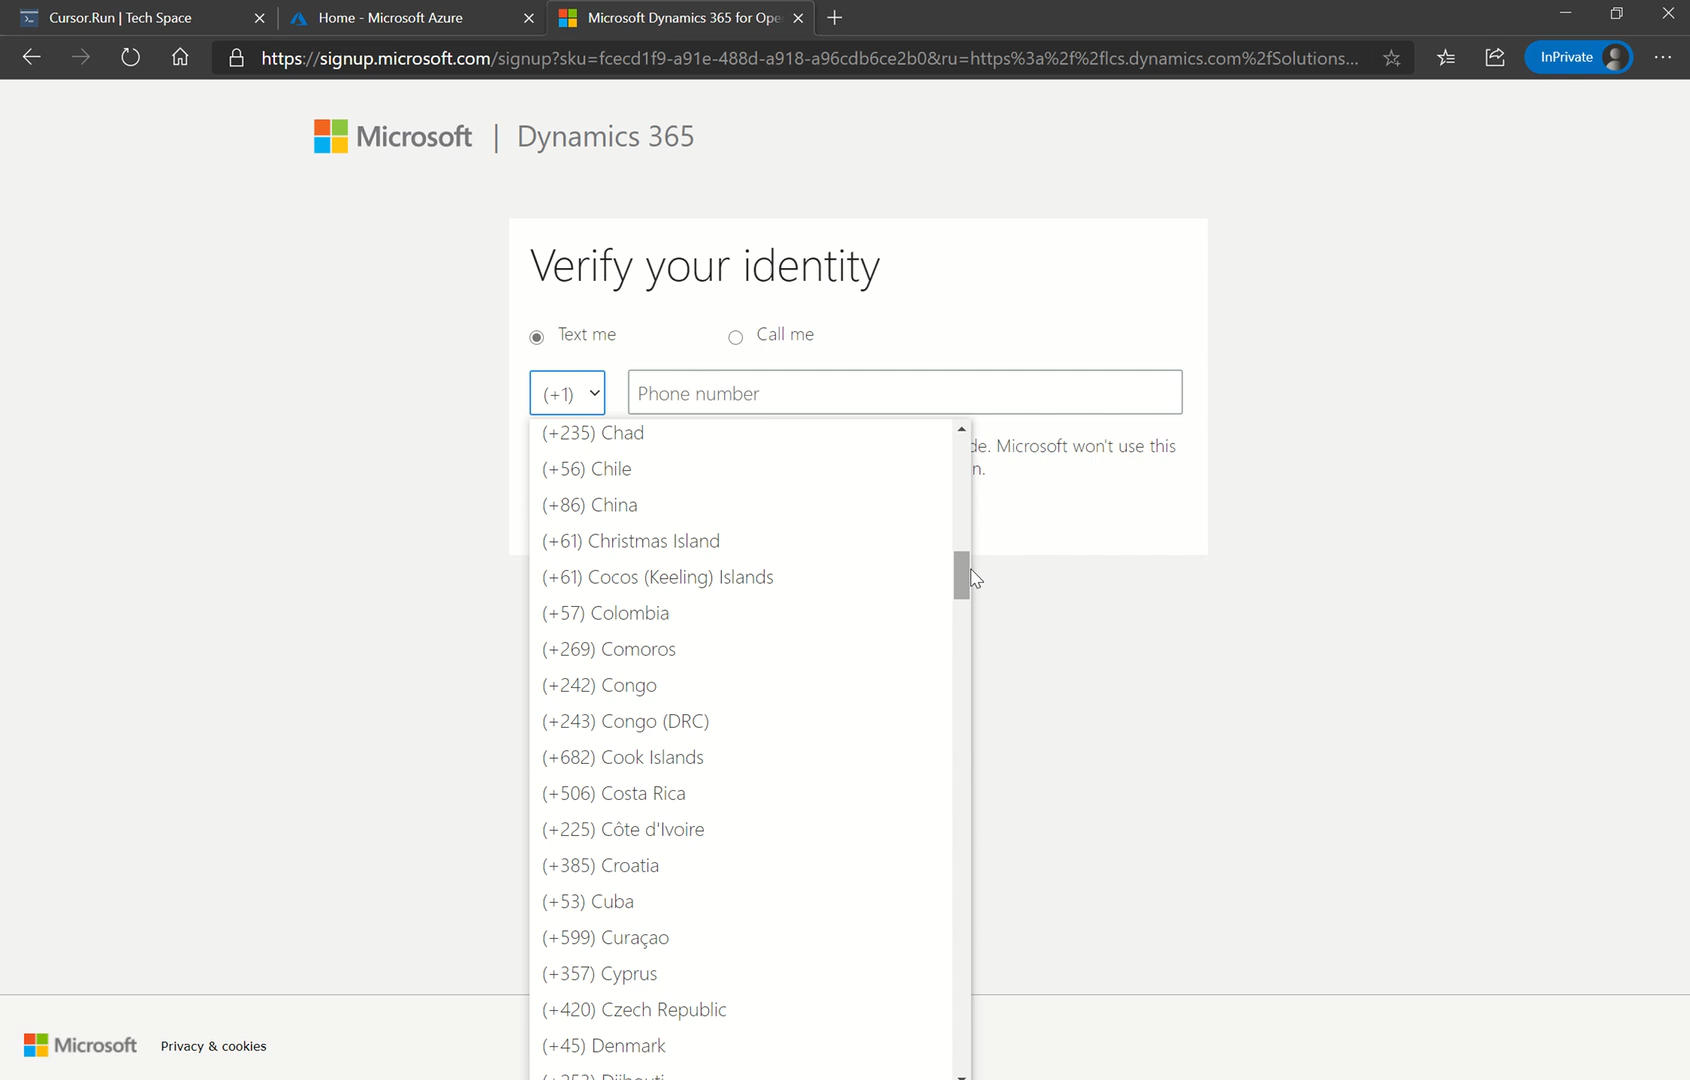 Cursor.Run | Tech Space
Home - Microsoft Azure
Microsoft Dynamics 365 for Ope
https://signup.microsoft.com/signup?sku=fcecd1f9-a91e-488d-a918-a96cdb6ce2b0&ru=https%3a%2f%2flcs.dynamics.com%2fSolutions...
InPrivate
Microsoft | Dynamics 365
Verify your identity
Text me
Call me
(+1)
Phone number
de. Microsoft won't use this
n.
(+235) Chad
(+56) Chile
(+86) China
(+61) Christmas Island
(+61) Cocos (Keeling) Islands
(+57) Colombia
(+269) Comoros
(+242) Congo
(+243) Congo (DRC)
(+682) Cook Islands
(+506) Costa Rica
(+225) Côte d'Ivoire
(+385) Croatia
(+53) Cuba
(+599) Curaçao
(+357) Cyprus
(+420) Czech Republic
(+45) Denmark
(+253) Djibouti
Microsoft
Privacy & cookies